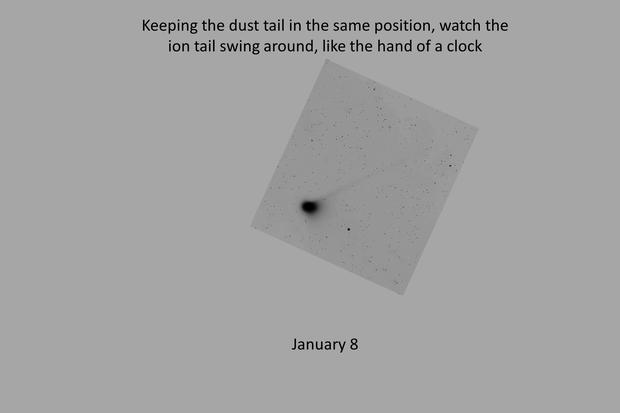 Keeping the dust tail in the same position, watch the
ion tail swing around, like the hand of a clock
January 8